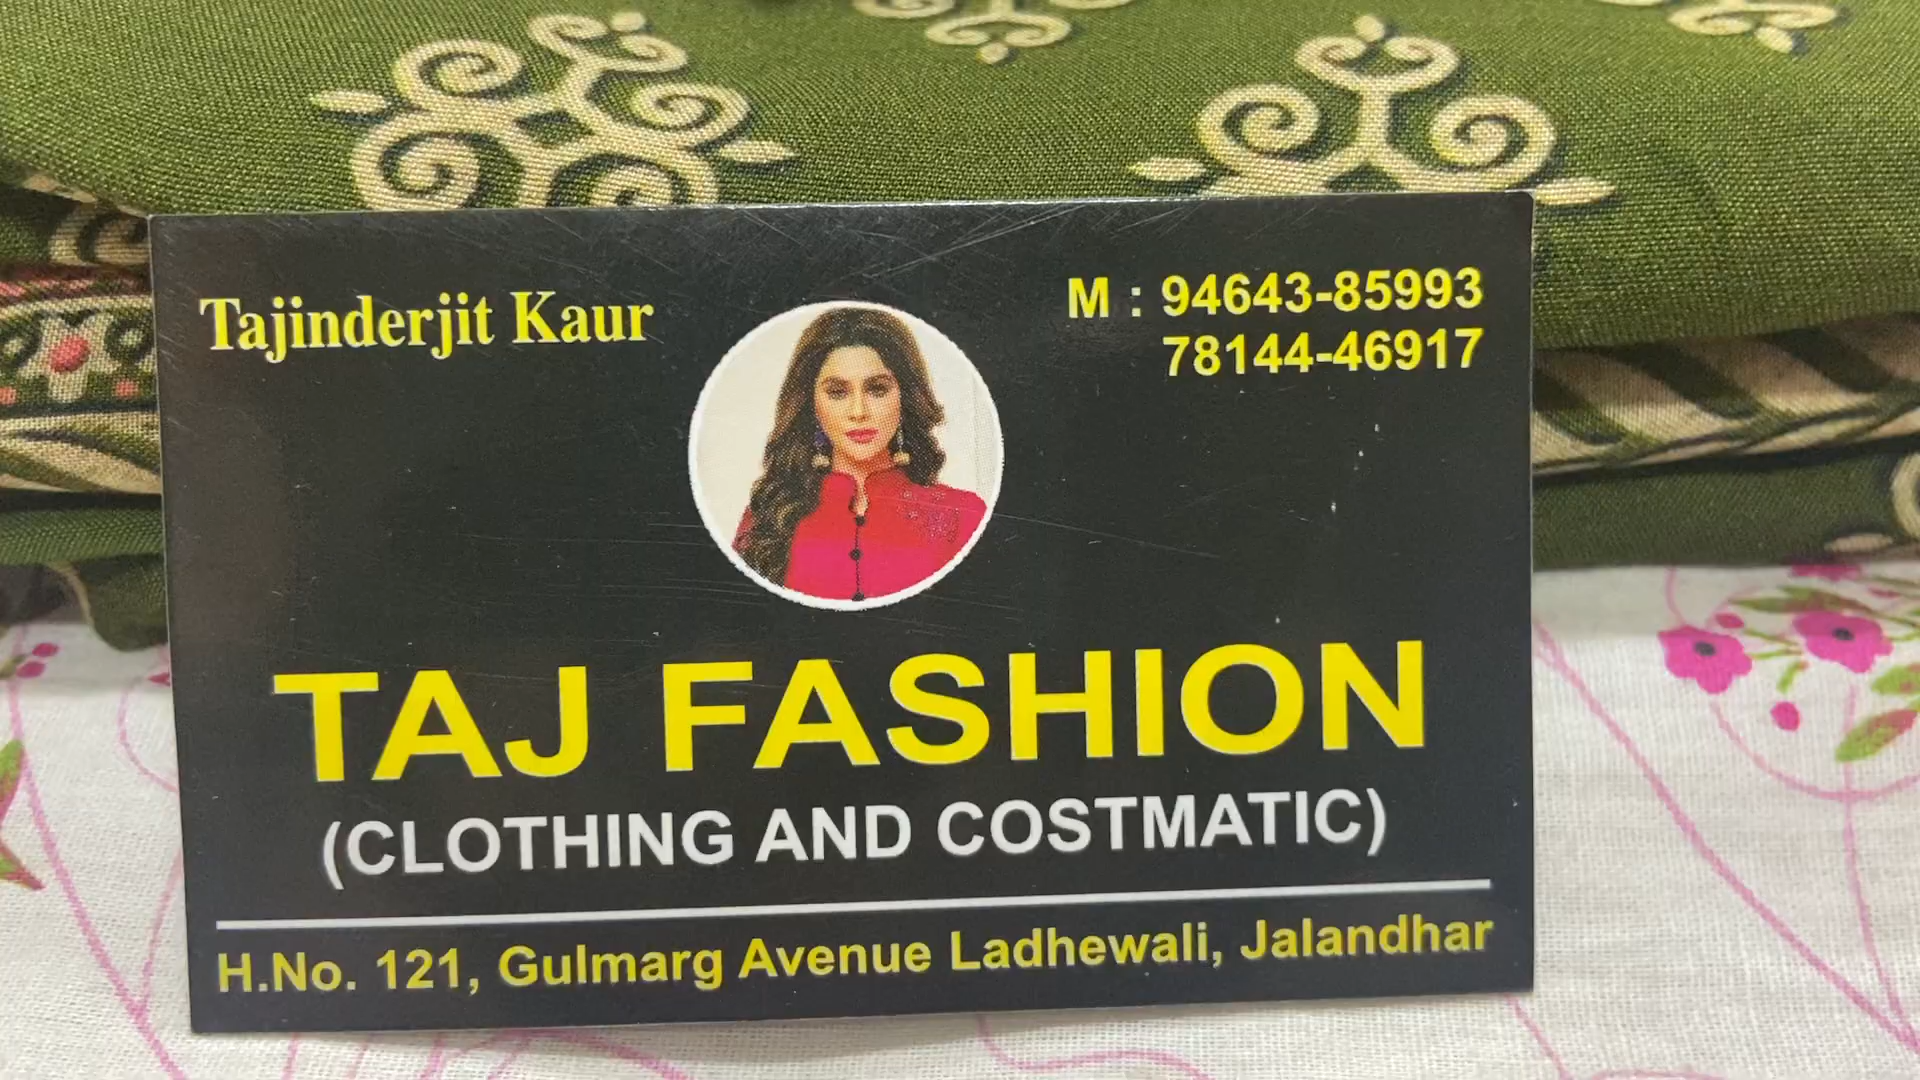 Tajinderjit Kaur
M : 94643-85993
78144-46917
TAJ FASHION
(CLOTHING AND COSTMATIC)
H.No. 121, Gulmarg Avenue Ladhewali, Jalandhar